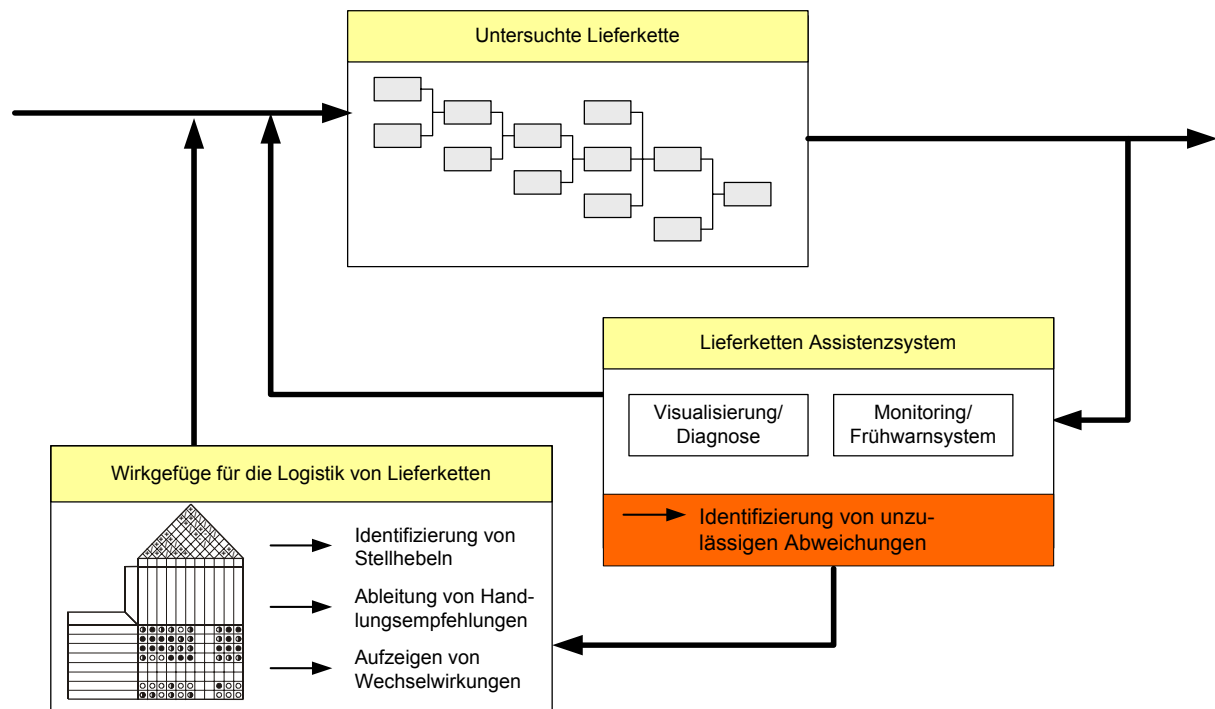 Untersuchte Lieferkette
Lieferketten Assistenzsystem
Visualisierung/
Diagnose
Monitoring/
Frühwarnsystem
Identifizierung von unzu-
lässigen Abweichungen
Wirkgefüge für die Logistik von Lieferketten
Identifizierung von
Stellhebeln
Ableitung von Hand-
lungsempfehlungen
Aufzeigen von
Wechselwirkungen